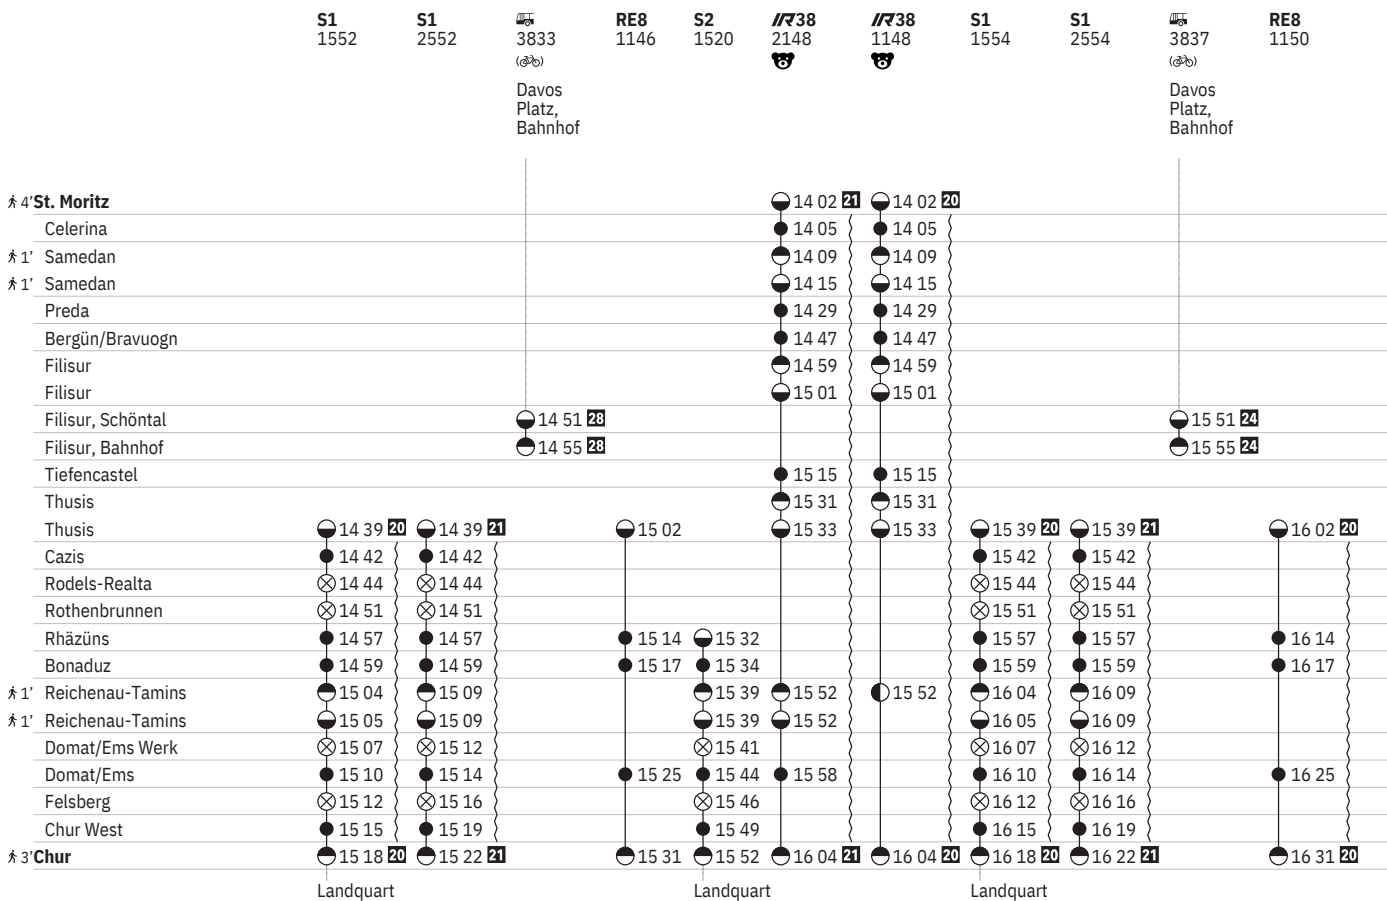 S1 S1 RE8 S2 IR38 IR38 S1 S1 RE8
1552 2552 3833 1146 1520 2148 1148 1554 2554 3837 1150
Davos Davos
Platz, Platz,
Bahnhof Bahnhof
4’ St. Moritz 14 02 21 14 02 20
Celerina 14 05 14 05
1’ Samedan 14 09 14 09
1’ Samedan 14 15 14 15
Preda 14 29 14 29
Bergün/Bravuogn 14 47 14 47
Filisur 14 59 14 59
Filisur 15 01 15 01
Filisur, Schöntal 14 51 28 15 51 24
Filisur, Bahnhof 14 55 28 15 55 24
Tiefencastel 15 15 15 15
Thusis 15 31 15 31
Thusis 14 39 20 14 39 21 15 02 15 33 15 33 15 39 20 15 39 21 16 02 20
Cazis 14 42 14 42 15 42 15 42
Rodels-Realta 14 44 14 44 15 44 15 44
Rothenbrunnen 14 51 14 51 15 51 15 51
Rhäzüns 14 57 14 57 15 14 15 32 15 57 15 57 16 14
Bonaduz 14 59 14 59 15 17 15 34 15 59 15 59 16 17
1’ Reichenau-Tamins 15 04 15 09 15 39 15 52 15 52 16 04 16 09
1’ Reichenau-Tamins 15 05 15 09 15 39 15 52 16 05 16 09
Domat/Ems Werk 15 07 15 12 15 41 16 07 16 12
Domat/Ems 15 10 15 14 15 25 15 44 15 58 16 10 16 14 16 25
Felsberg 15 12 15 16 15 46 16 12 16 16
Chur West 15 15 15 19 15 49 16 15 16 19
3’ Chur 15 18 20 15 22 21 15 31 15 52 16 04 21 16 04 20 16 18 20 16 22 21 16 31 20
Landquart Landquart Landquart